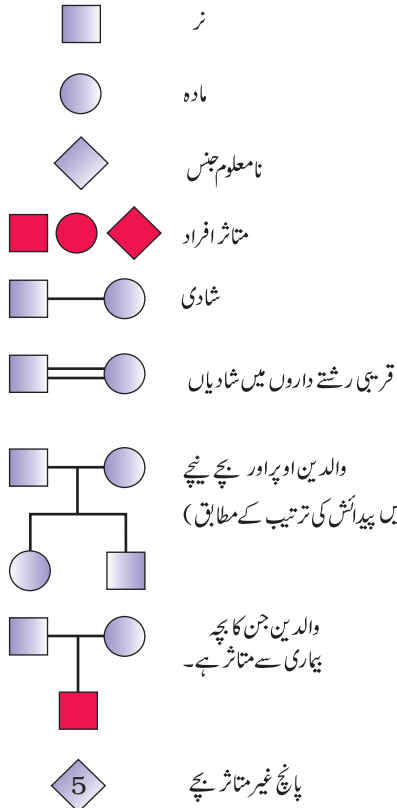 نر
مادہ
نامعلوم جنس
متاثر افراد
شادی
قریبی رشتے داروں میں شادیاں
والدین اوپر اور بچے نیچے
یں پیدائش کی ترتیب کے مطابق)
والدین جن کا بچہ
بیماری سے متاثر ہے۔
5 پانچ غیر متاثر بچے